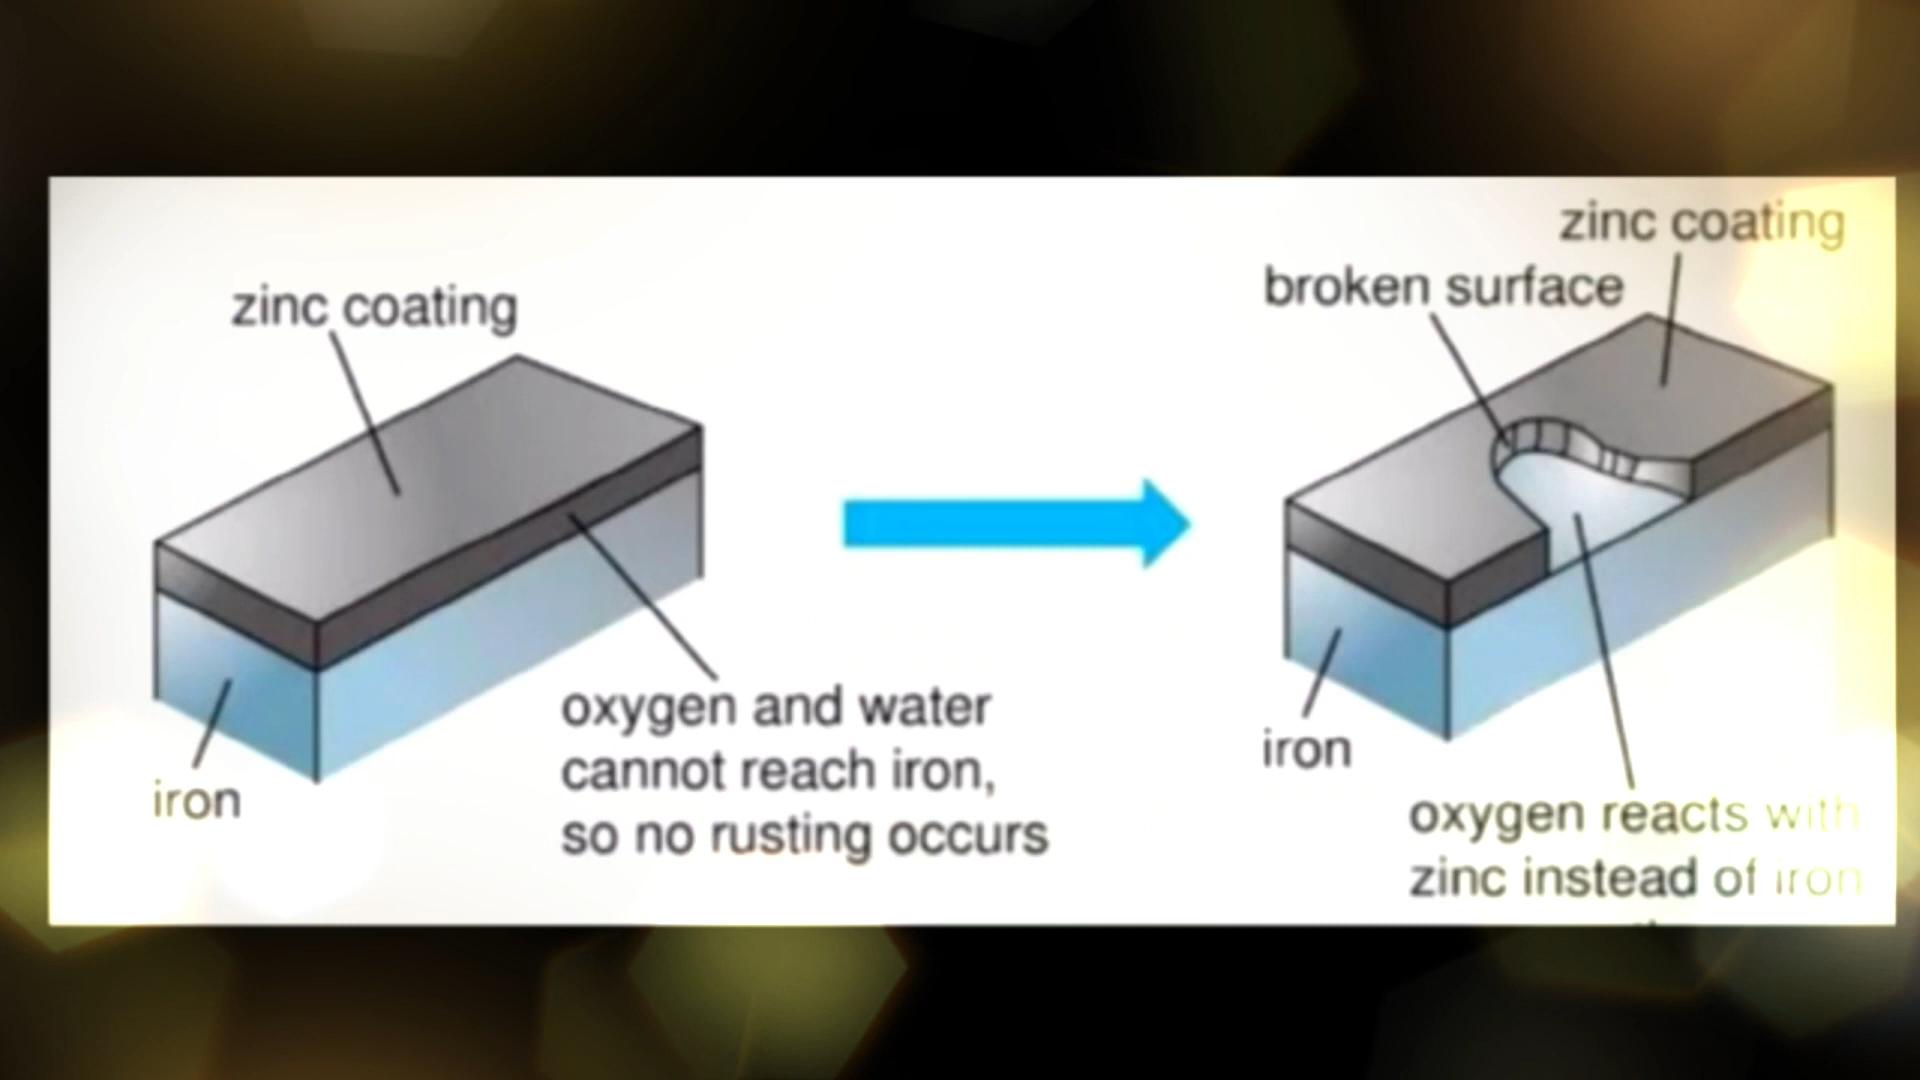 zinc coating
iron
oxygen and water
cannot reach iron,
so no rusting occurs
zinc coating
broken surface
iron
oxygen reacts with
zinc instead of iron